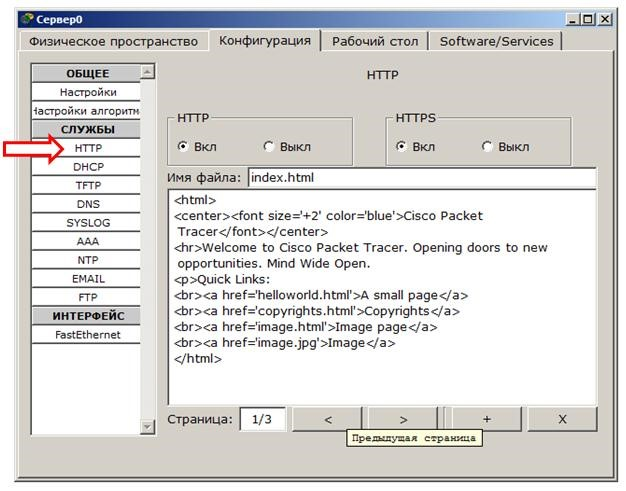 Сервер0
Физическое пространство Конфигурация Рабочий стол Software/Services
ОБЩЕЕ
Настройки
Настройки алгоритм
СЛУЖБЫ
HTTP
DHCP
TFTP
DNS
SYSLOG
AAA
NTP
EMAIL
FTP
ИНТЕРФЕЙС
FastEthernet
HTTP
HTTP HTTPS
Вкл Выкл Вкл Выкл
Имя файла: index.html
<html>
<center><font size='+2' color='blue'>Cisco Packet
Tracer</font></center>
<hr>Welcome to Cisco Packet Tracer. Opening doors to new
opportunities. Mind Wide Open.
<p>Quick Links:
<br><a href='helloworld.html'>A small page</a>
<br><a href='copyrights.html'>Copyrights</a>
<br><a href='image.html'>Image page</a>
<br><a href='image.jpg'>Image</a>
</html>
Страница: 1/3 < > + X
Предыдущая страница